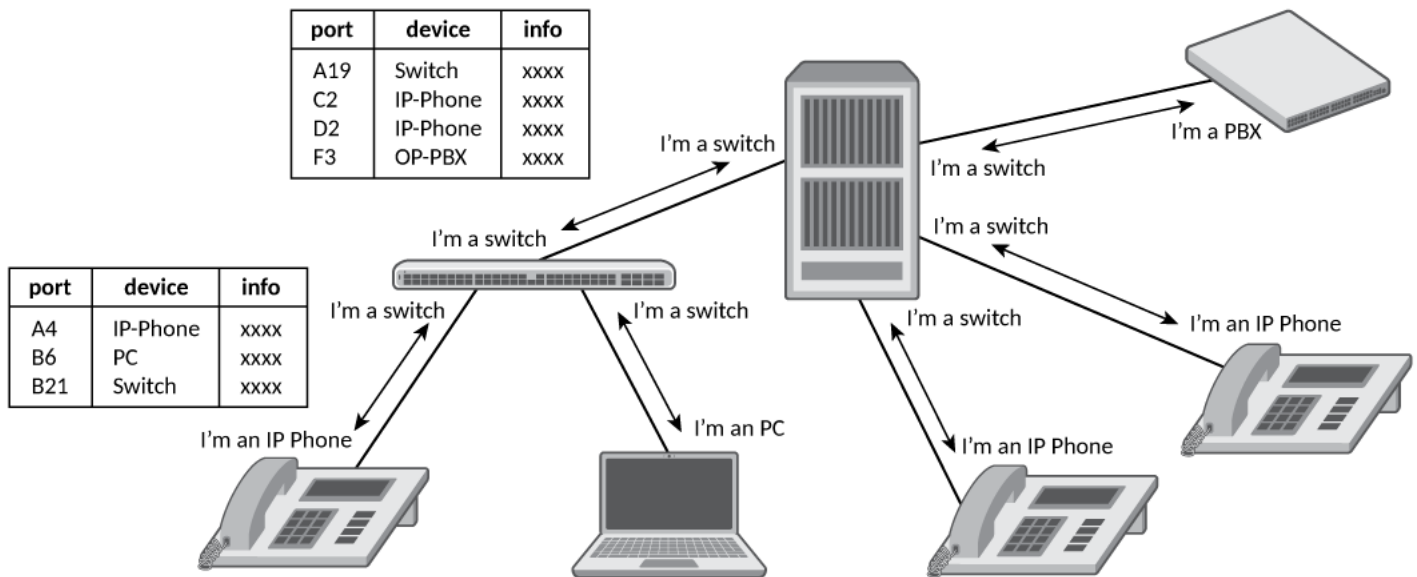 port device info
A19 Switch xxxx
C2 IP-Phone xxxx
D2 IP-Phone xxxx
F3 OP-PBX xxxx
I'm a switch
I'm a PBX
I'm a switch
I'm a switch
I'm a switch
port device info
A4 IP-Phone xxxx
B6 PC xxxx
B21 Switch xxxx
I'm a switch
I'm a switch
I'm a switch
I'm an IP Phone
I'm an IP Phone
I'm an PC
I'm an IP Phone